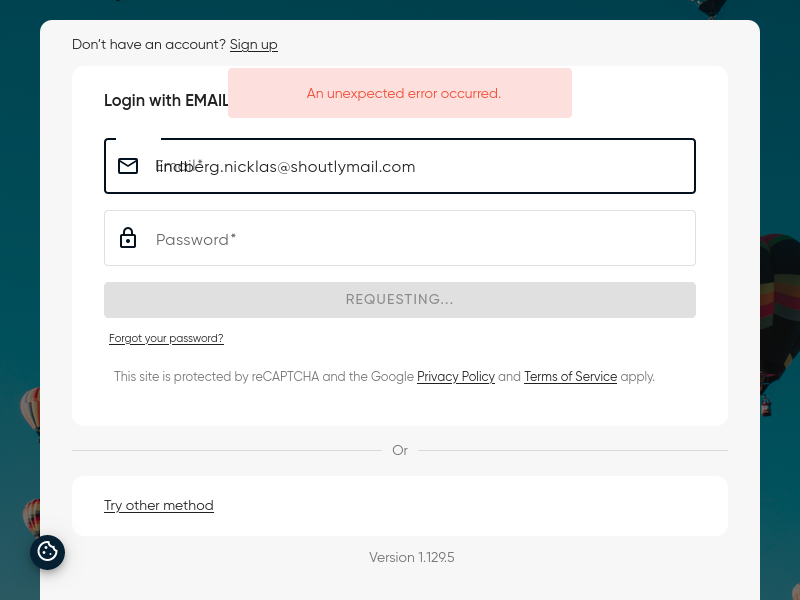 Don't have an account? Sign up
An unexpected error occurred.
Login with EMAIL
Email*
lindberg.nicklas@shoutlymail.com
Password*
REQUESTING...
Forgot your password?
This site is protected by reCAPTCHA and the Google Privacy Policy and Terms of Service apply.
Or
Try other method
Version 1.129.5